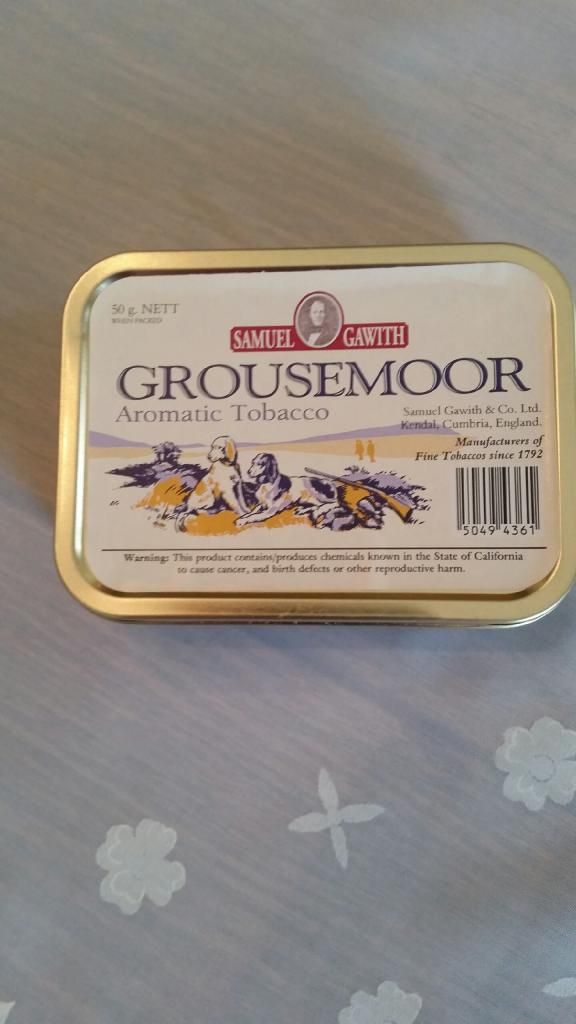 50 g. NETT
WHEN PACKED
SAMUEL GAWITH
GROUSEMOOR
Aromatic Tobacco
Samuel Gawith & Co. Ltd.
Kendal, Cumbria, England.
Manufacturers of
Fine Tobaccos since 1792
5049 4361
Warning: This product contains/produces chemicals known in the State of California
to cause cancer, and birth defects or other reproductive harm.